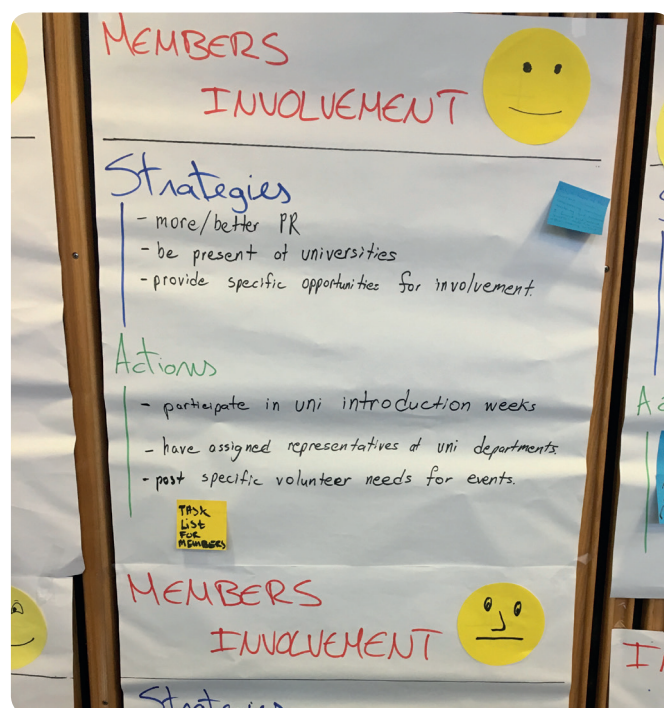 MEMBERS
INVOLVEMENT
Strategies
- more/better PR
- be present at universities
- provide specific opportunities for involvement.
Actions
- participate in uni introduction weeks
- have assigned representatives at uni departments
- post specific volunteer needs for events.
TASK
LIST
FOR
MEMBERS
MEMBERS
INVOLVEMENT
Strategies